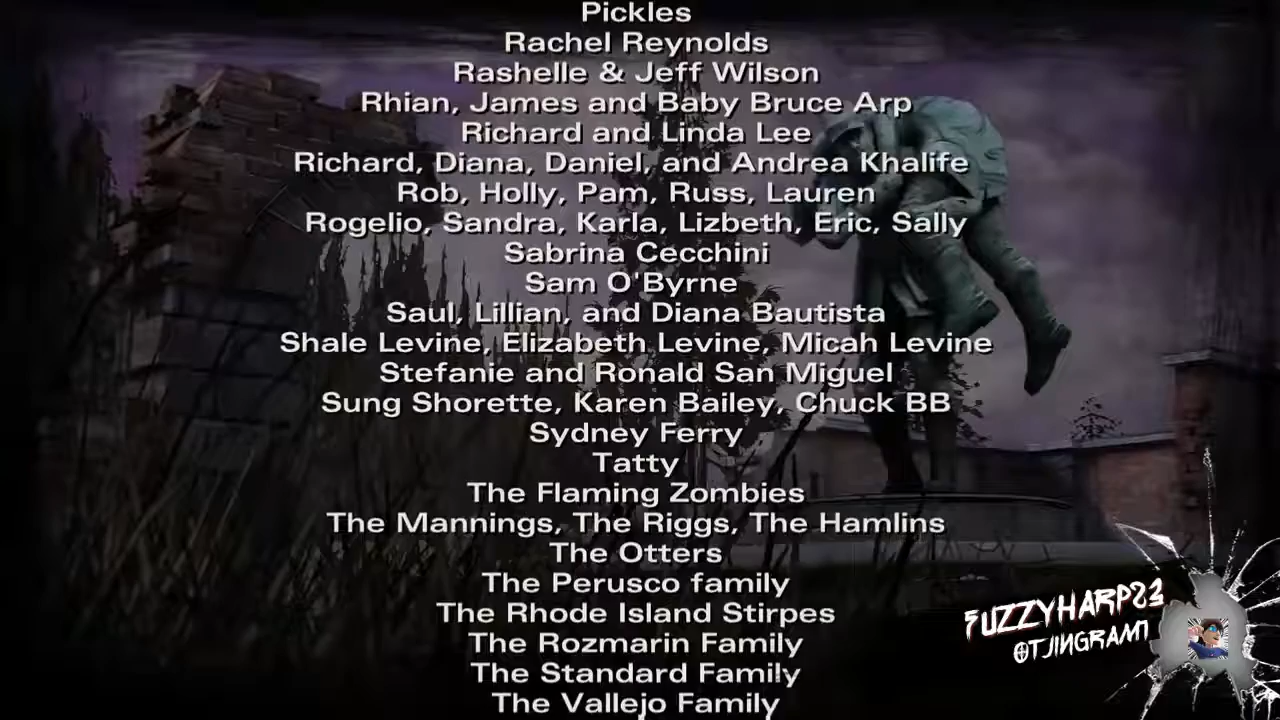 Pickles
Rachel Reynolds
Rashelle & Jeff Wilson
Rhian, James and Baby Bruce Arp
Richard and Linda Lee
Richard, Diana, Daniel, and Andrea Khalife
Rob, Holly, Pam, Russ, Lauren
Rogelio, Sandra, Karla, Lizbeth, Eric, Sally
Sabrina Cecchini
Sam O'Byrne
Saul, Lillian, and Diana Bautista
Shale Levine, Elizabeth Levine, Micah Levine
Stefanie and Ronald San Miguel
Sung Shorette, Karen Bailey, Chuck BB
Sydney Ferry
Tatty
The Flaming Zombies
The Mannings, The Riggs, The Hamlins
The Otters
The Perusco family
The Rhode Island Stirpes
The Rozmarin Family
The Standard Family
The Vallejo Family
FUZZYHARPS3
@TJINGRAM1